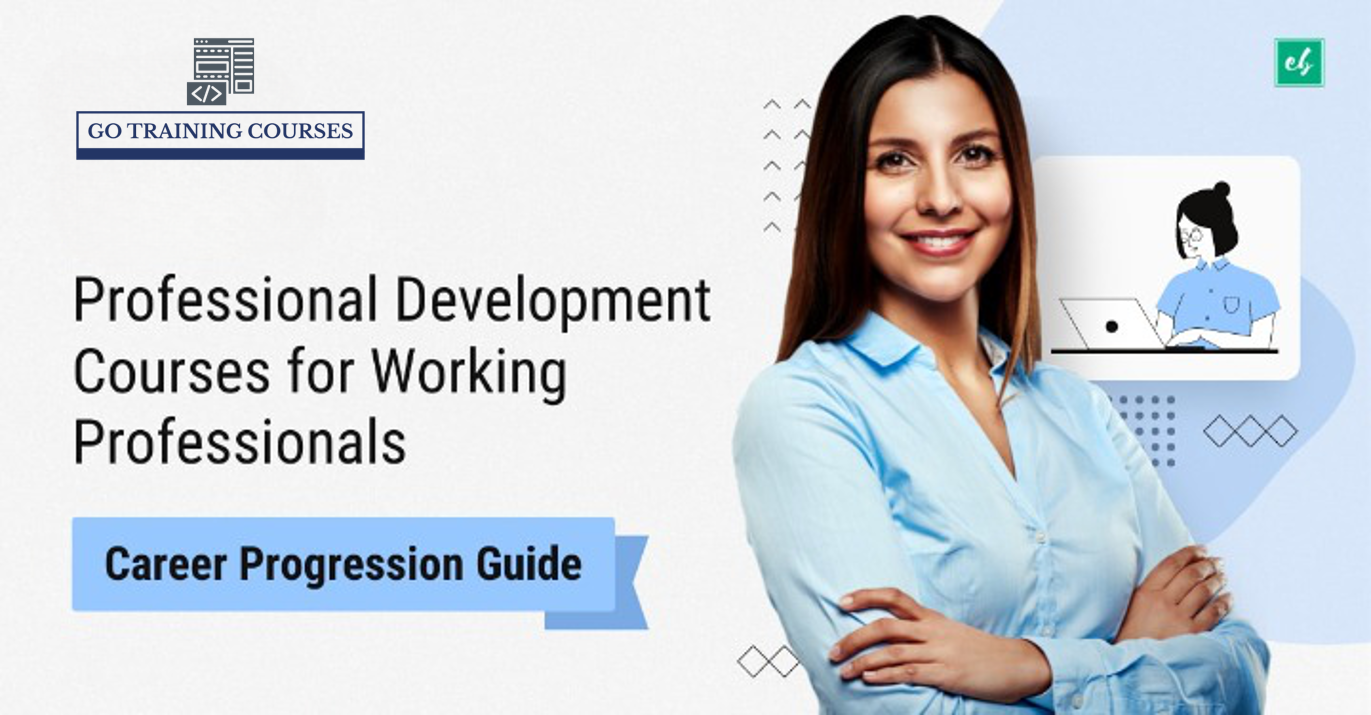 </>
GO TRAINING COURSES
eb
Professional Development
Courses for Working
Professionals
Career Progression Guide